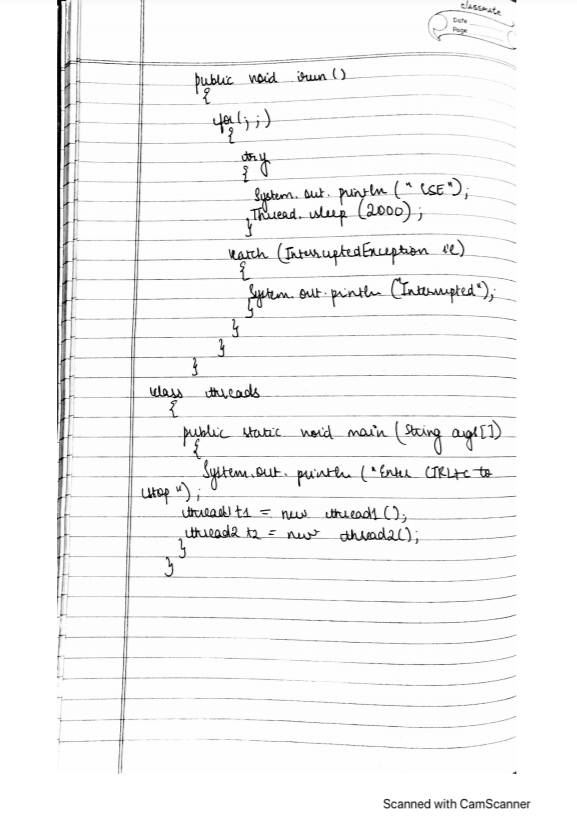 classmate
Date
Page
public void run ()
{
for(;;)
{
try
{
System.out.println ("CSE");
Thread.sleep (2000);
}
catch (InterruptedException ie)
{
System.out.println ("Interrupted");
}
}
}
}
class threads
{
public static void main (String args[])
{
System.out.println ("Enter CTRL+C to
stop");
thread1 t1 = new thread1 ();
thread2 t2 = new thread2();
}
}
Scanned with CamScanner